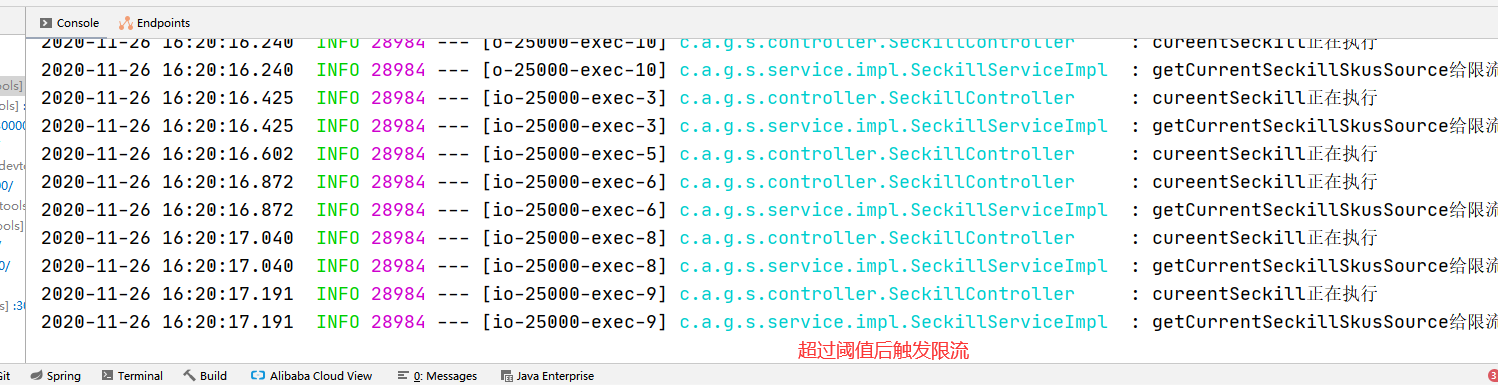 Console Endpoints
2020-11-26 16:20:16.240 INFO 28984 --- [o-25000-exec-10] c.a.g.s.controller.SeckillController : cureentSeckill正在执行
ools] 2020-11-26 16:20:16.240 INFO 28984 --- [o-25000-exec-10] c.a.g.s.service.impl.SeckillServiceImpl : getCurrentSeckillSkusSource给限流
ools] : 2020-11-26 16:20:16.425 INFO 28984 --- [io-25000-exec-3] c.a.g.s.controller.SeckillController : cureentSeckill正在执行
0000 2020-11-26 16:20:16.425 INFO 28984 --- [io-25000-exec-3] c.a.g.s.service.impl.SeckillServiceImpl : getCurrentSeckillSkusSource给限流
devto 2020-11-26 16:20:16.602 INFO 28984 --- [io-25000-exec-5] c.a.g.s.controller.SeckillController : cureentSeckill正在执行
00/ 2020-11-26 16:20:16.872 INFO 28984 --- [io-25000-exec-6] c.a.g.s.controller.SeckillController : cureentSeckill正在执行
tools 2020-11-26 16:20:16.872 INFO 28984 --- [io-25000-exec-6] c.a.g.s.service.impl.SeckillServiceImpl : getCurrentSeckillSkusSource给限流
ools] 2020-11-26 16:20:17.040 INFO 28984 --- [io-25000-exec-8] c.a.g.s.controller.SeckillController : cureentSeckill正在执行
0/ 2020-11-26 16:20:17.040 INFO 28984 --- [io-25000-exec-8] c.a.g.s.service.impl.SeckillServiceImpl : getCurrentSeckillSkusSource给限流
s] :30 2020-11-26 16:20:17.191 INFO 28984 --- [io-25000-exec-9] c.a.g.s.controller.SeckillController : cureentSeckill正在执行
2020-11-26 16:20:17.191 INFO 28984 --- [io-25000-exec-9] c.a.g.s.service.impl.SeckillServiceImpl : getCurrentSeckillSkusSource给限流
超过阈值后触发限流
Git Spring Terminal Build Alibaba Cloud View 0: Messages Java Enterprise 3